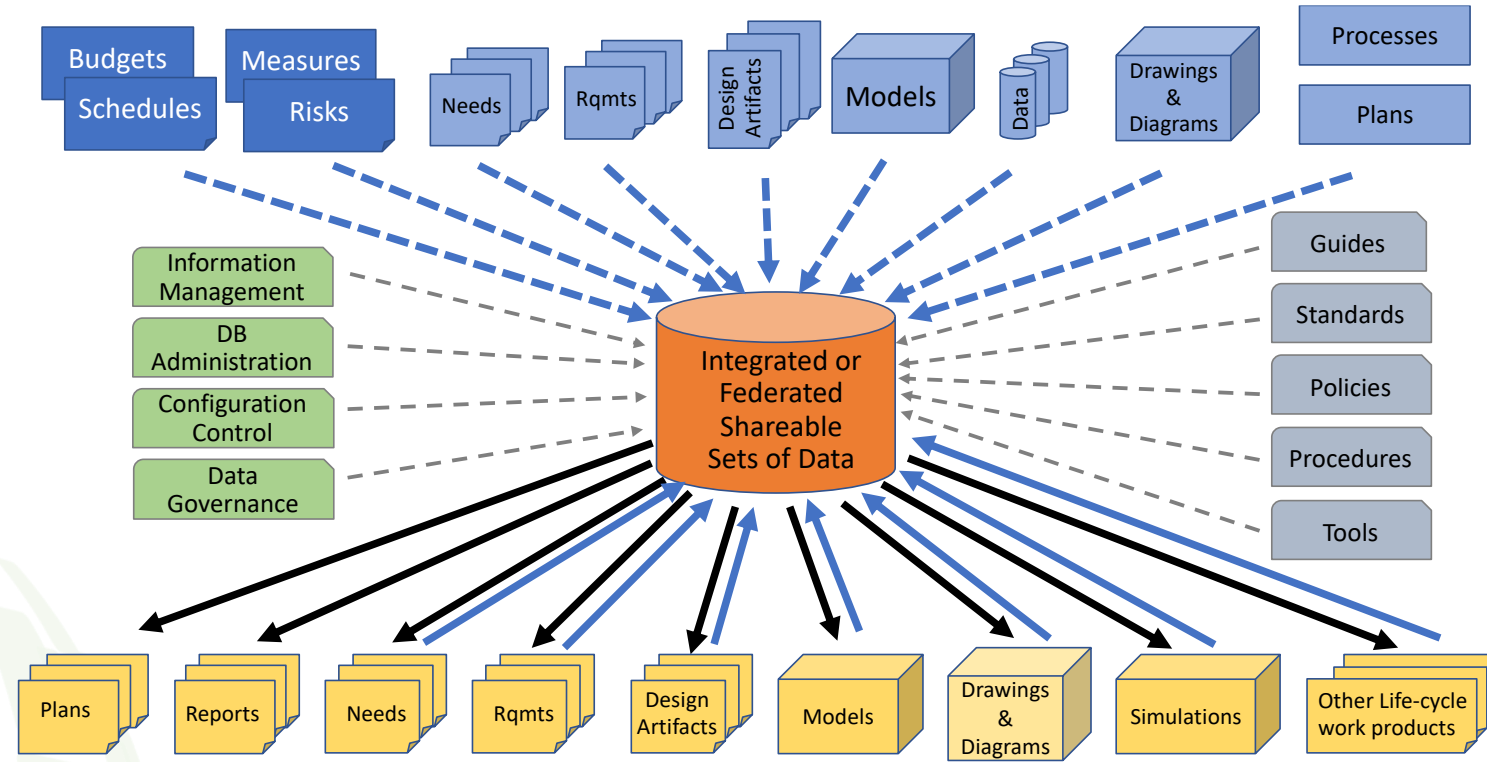 Budgets
Schedules
Measures
Risks
Needs
Rqmts
Design
Artifacts
Models
Data
Drawings
&
Diagrams
Processes
Plans
Information
Management
DB
Administration
Configuration
Control
Data
Governance
Integrated or
Federated
Shareable
Sets of Data
Guides
Standards
Policies
Procedures
Tools
Plans
Reports
Needs
Rqmts
Design
Artifacts
Models
Drawings
&
Diagrams
Simulations
Other Life-cycle
work products